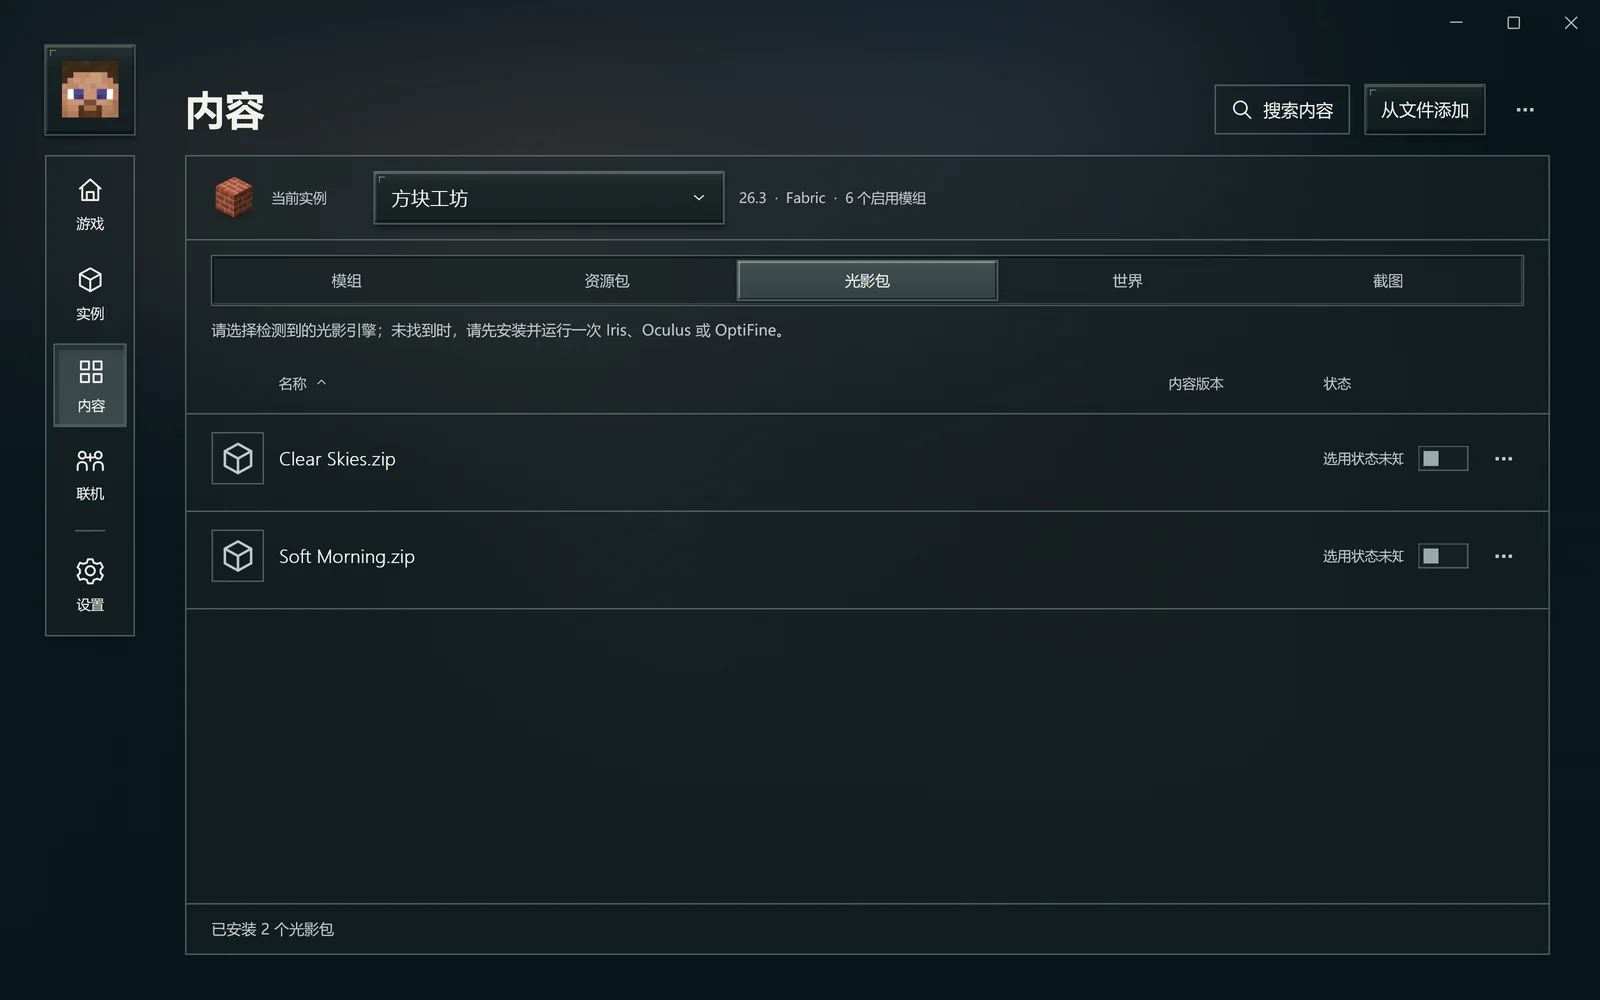 内容
搜索内容
从文件添加
游戏
实例
内容
联机
设置
当前实例
方块工坊
26.3 · Fabric · 6 个启用模组
模组
资源包
光影包
世界
截图
请选择检测到的光影引擎；未找到时，请先安装并运行一次 Iris、Oculus 或 OptiFine。
名称
内容版本
状态
Clear Skies.zip
选用状态未知
Soft Morning.zip
选用状态未知
已安装 2 个光影包